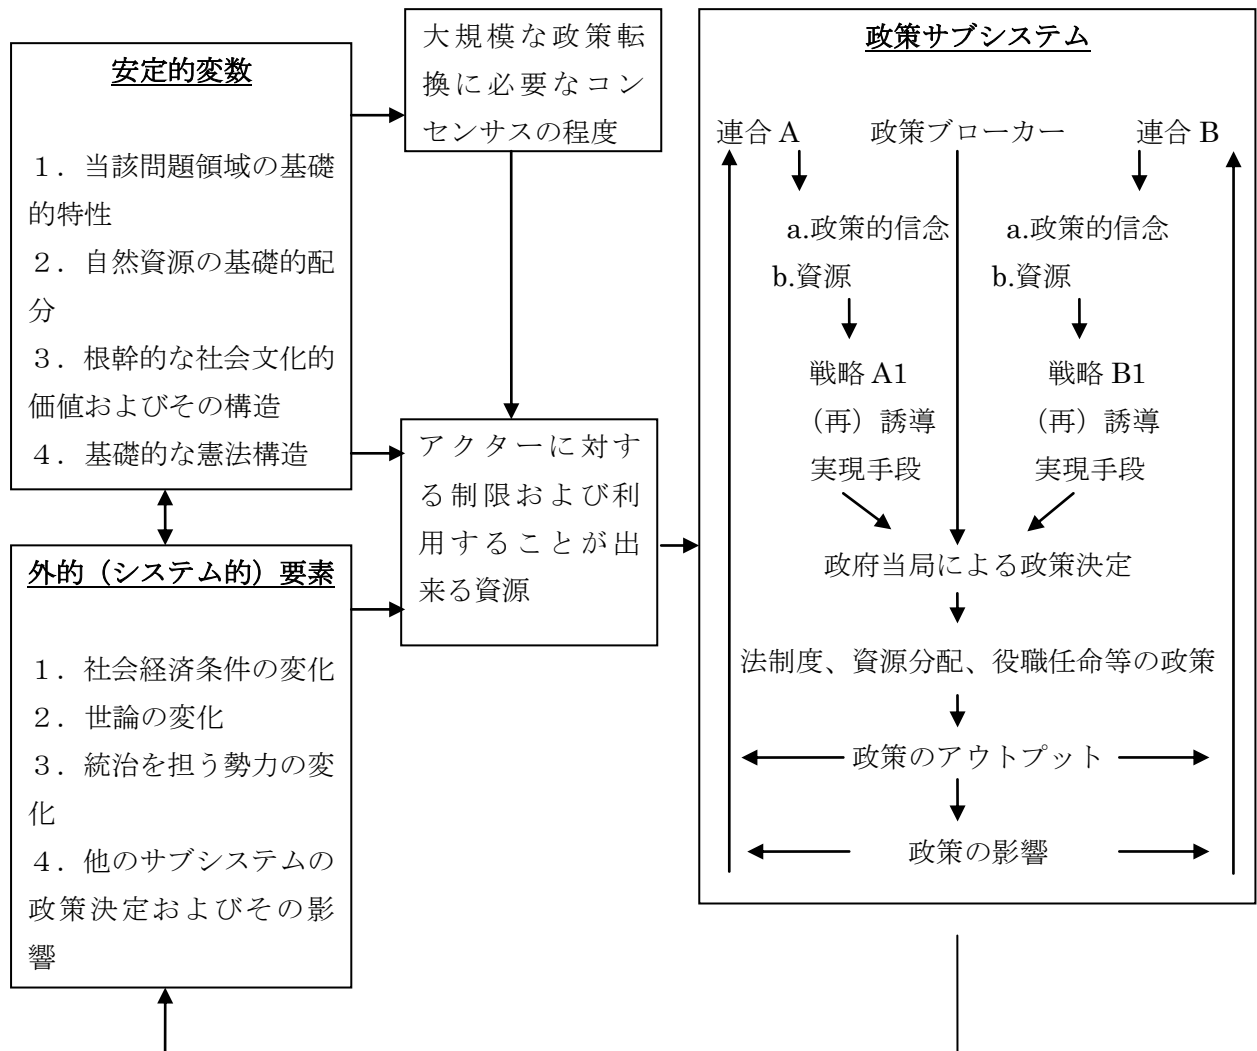 安定的変数
１．当該問題領域の基礎
的特性
２．自然資源の基礎的配
分
３．根幹的な社会文化的
価値およびその構造
４．基礎的な憲法構造
外的（システム的）要素
１．社会経済条件の変化
２．世論の変化
３．統治を担う勢力の変
化
４．他のサブシステムの
政策決定およびその影
響
大規模な政策転
換に必要なコン
センサスの程度
アクターに対す
る制限および利
用することが出
来る資源
政策サブシステム
連合 A
政策ブローカー
連合 B
a.政策的信念
b.資源
a.政策的信念
b.資源
戦略 A1
（再）誘導
実現手段
戦略 B1
（再）誘導
実現手段
政府当局による政策決定
法制度、資源分配、役職任命等の政策
政策のアウトプット
政策の影響